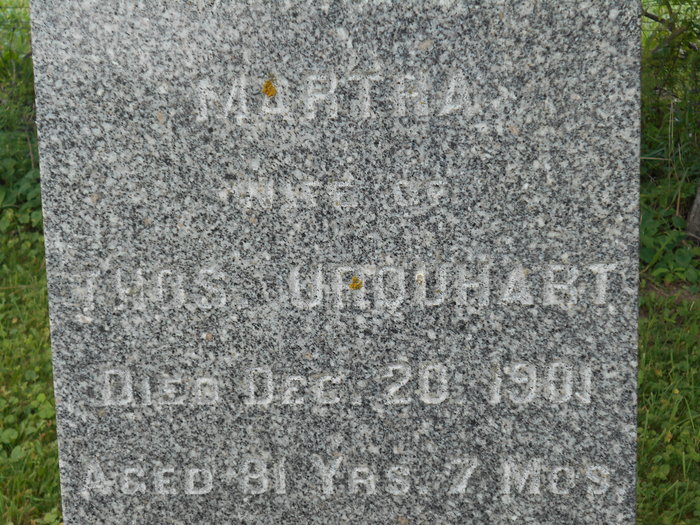 MARTHA
WIFE OF
THOS. URQUHART
DIED DEC. 20, 1901
AGED 81 YRS. 7 MOS.